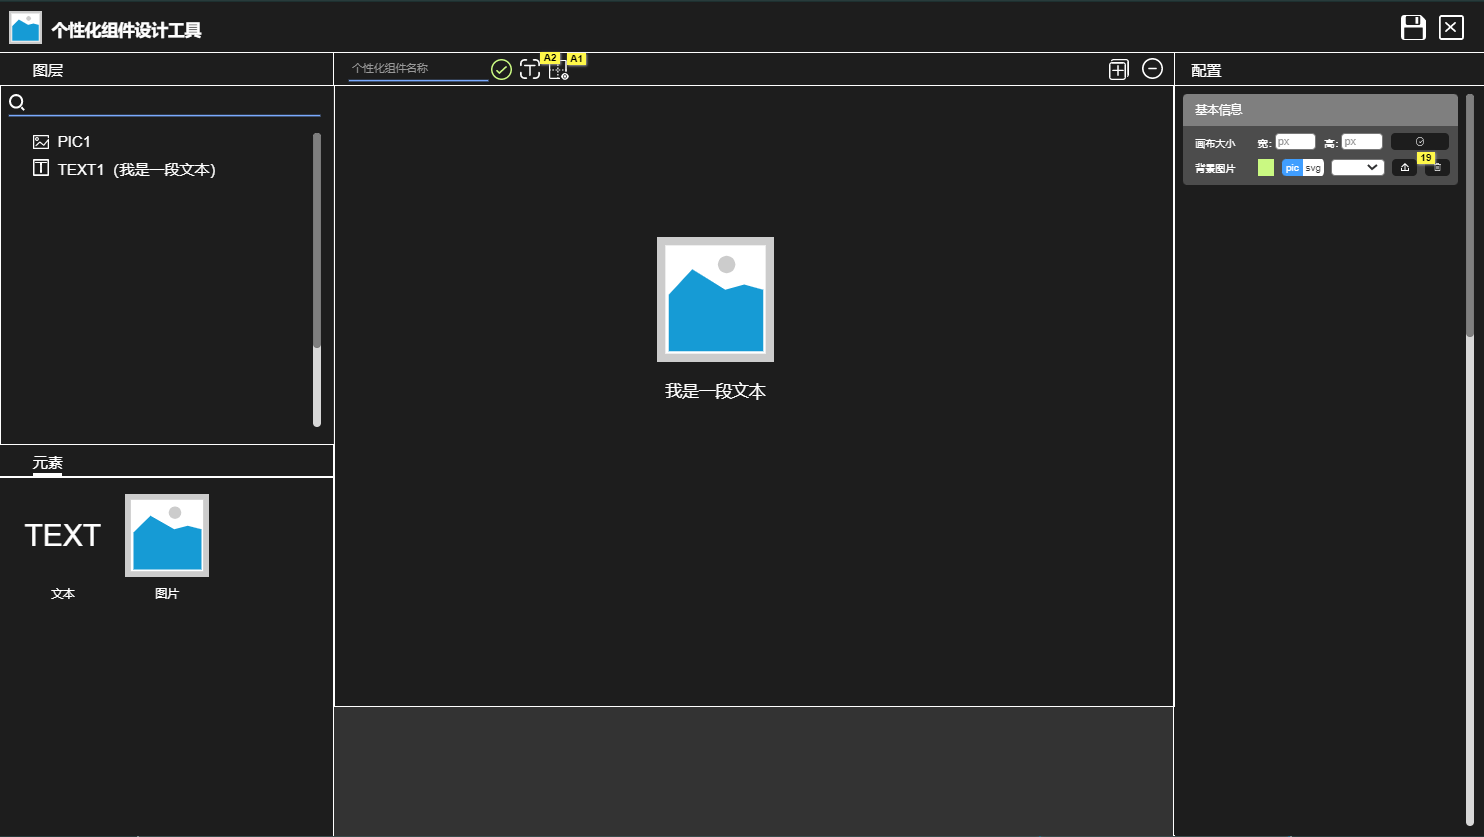 个性化组件设计工具
图层
个性化组件名称
A2
A1
配置
PIC1
TEXT1（我是一段文本）
基本信息
画布大小 宽: px 高: px
背景图片 pic svg
19
我是一段文本
元素
TEXT
文本
图片